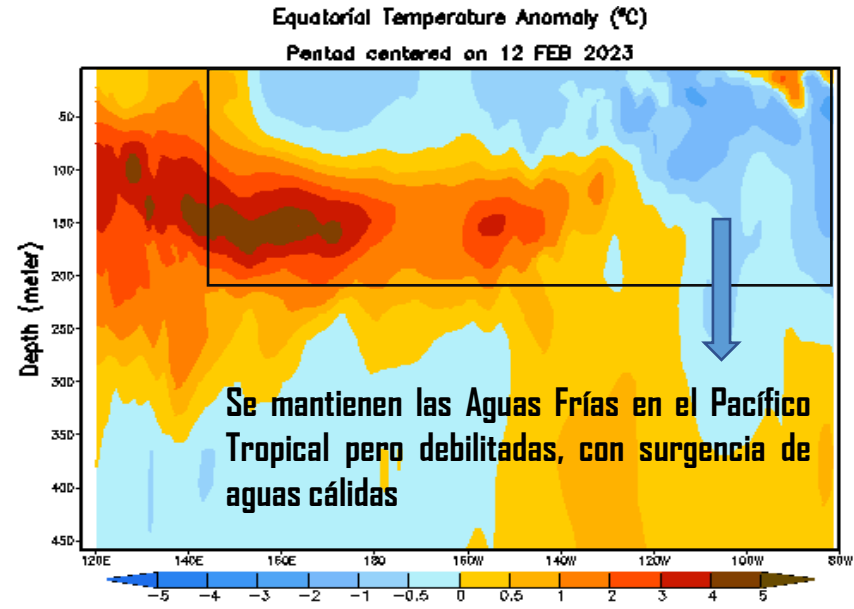 Equatorial Temperature Anomaly (°C)
Pentad centered on 12 FEB 2023
Depth (meter)
50
100
150
200
250
300
350
400
450
Se mantienen las Aguas Frías en el Pacífico
Tropical pero debilitadas, con surgencia de
aguas cálidas
120E 140E 160E 180 160W 140W 120W 100W 80W
-5 -4 -3 -2 -1 -0.5 0 0.5 1 2 3 4 5